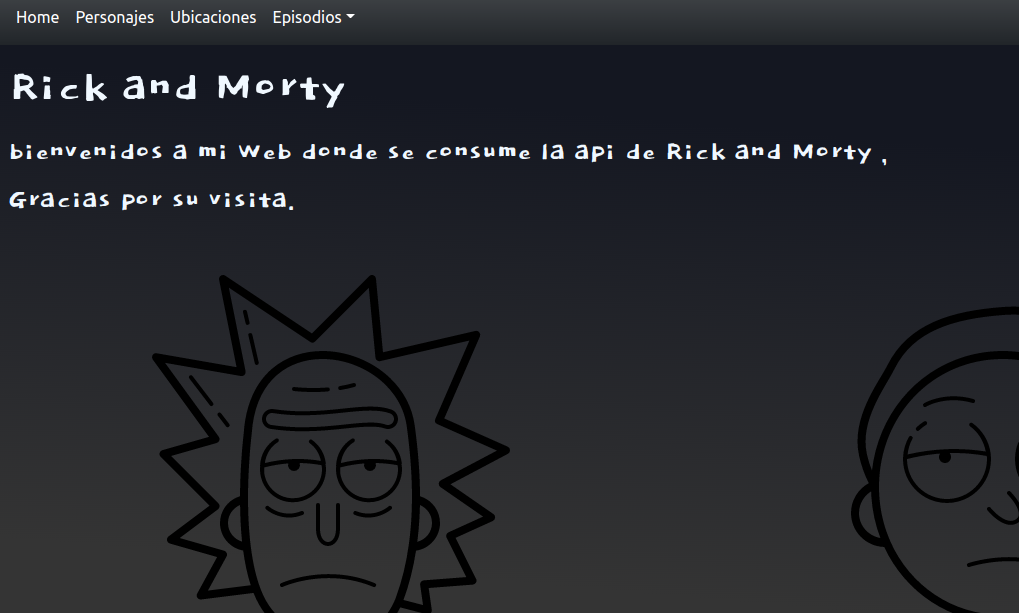 Home Personajes Ubicaciones Episodios
Rick and Morty
bienvenidos a mi Web donde se consume la api de Rick and Morty ,
Gracias por su visita.